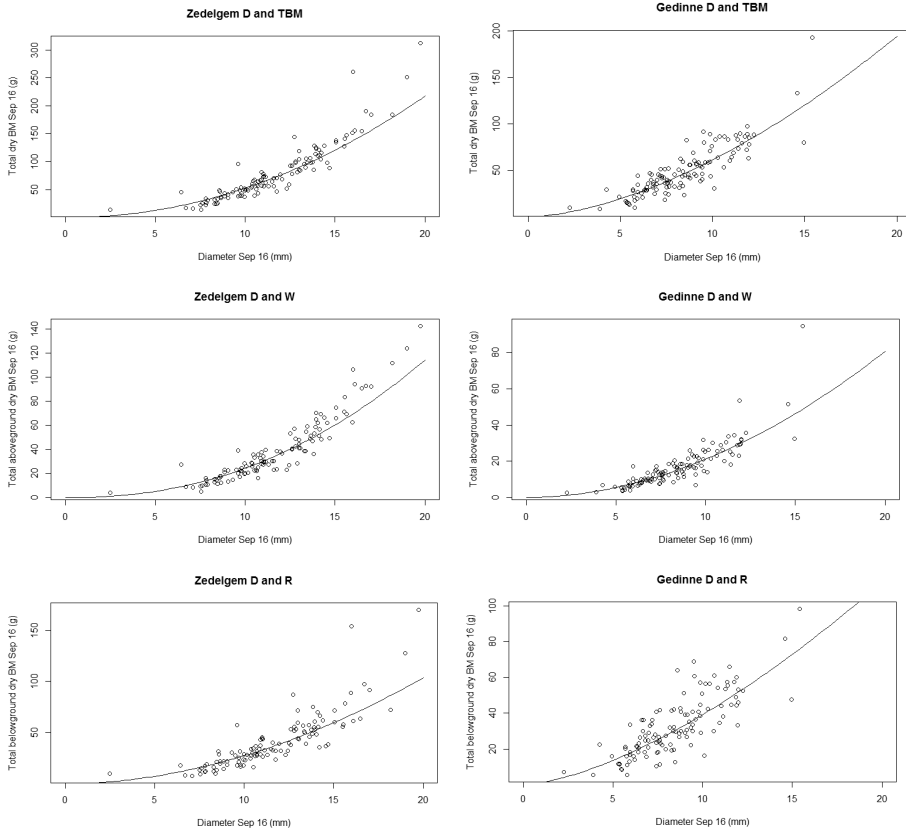 Zedelgem D and TBM
Total dry BM Sep 16 (g)
50 100 150 200 250 300
0 5 10 15 20
Diameter Sep 16 (mm)
Gedinne D and TBM
Total dry BM Sep 16 (g)
50 100 150 200
0 5 10 15 20
Diameter Sep 16 (mm)
Zedelgem D and W
Total aboveground dry BM Sep 16 (g)
0 20 40 60 80 100 120 140
0 5 10 15 20
Diameter Sep 16 (mm)
Gedinne D and W
Total aboveground dry BM Sep 16 (g)
0 20 40 60 80
0 5 10 15 20
Diameter Sep 16 (mm)
Zedelgem D and R
Total belowground dry BM Sep 16 (g)
50 100 150
0 5 10 15 20
Diameter Sep 16 (mm)
Gedinne D and R
Total belowground dry BM Sep 16 (g)
20 40 60 80 100
0 5 10 15 20
Diameter Sep 16 (mm)